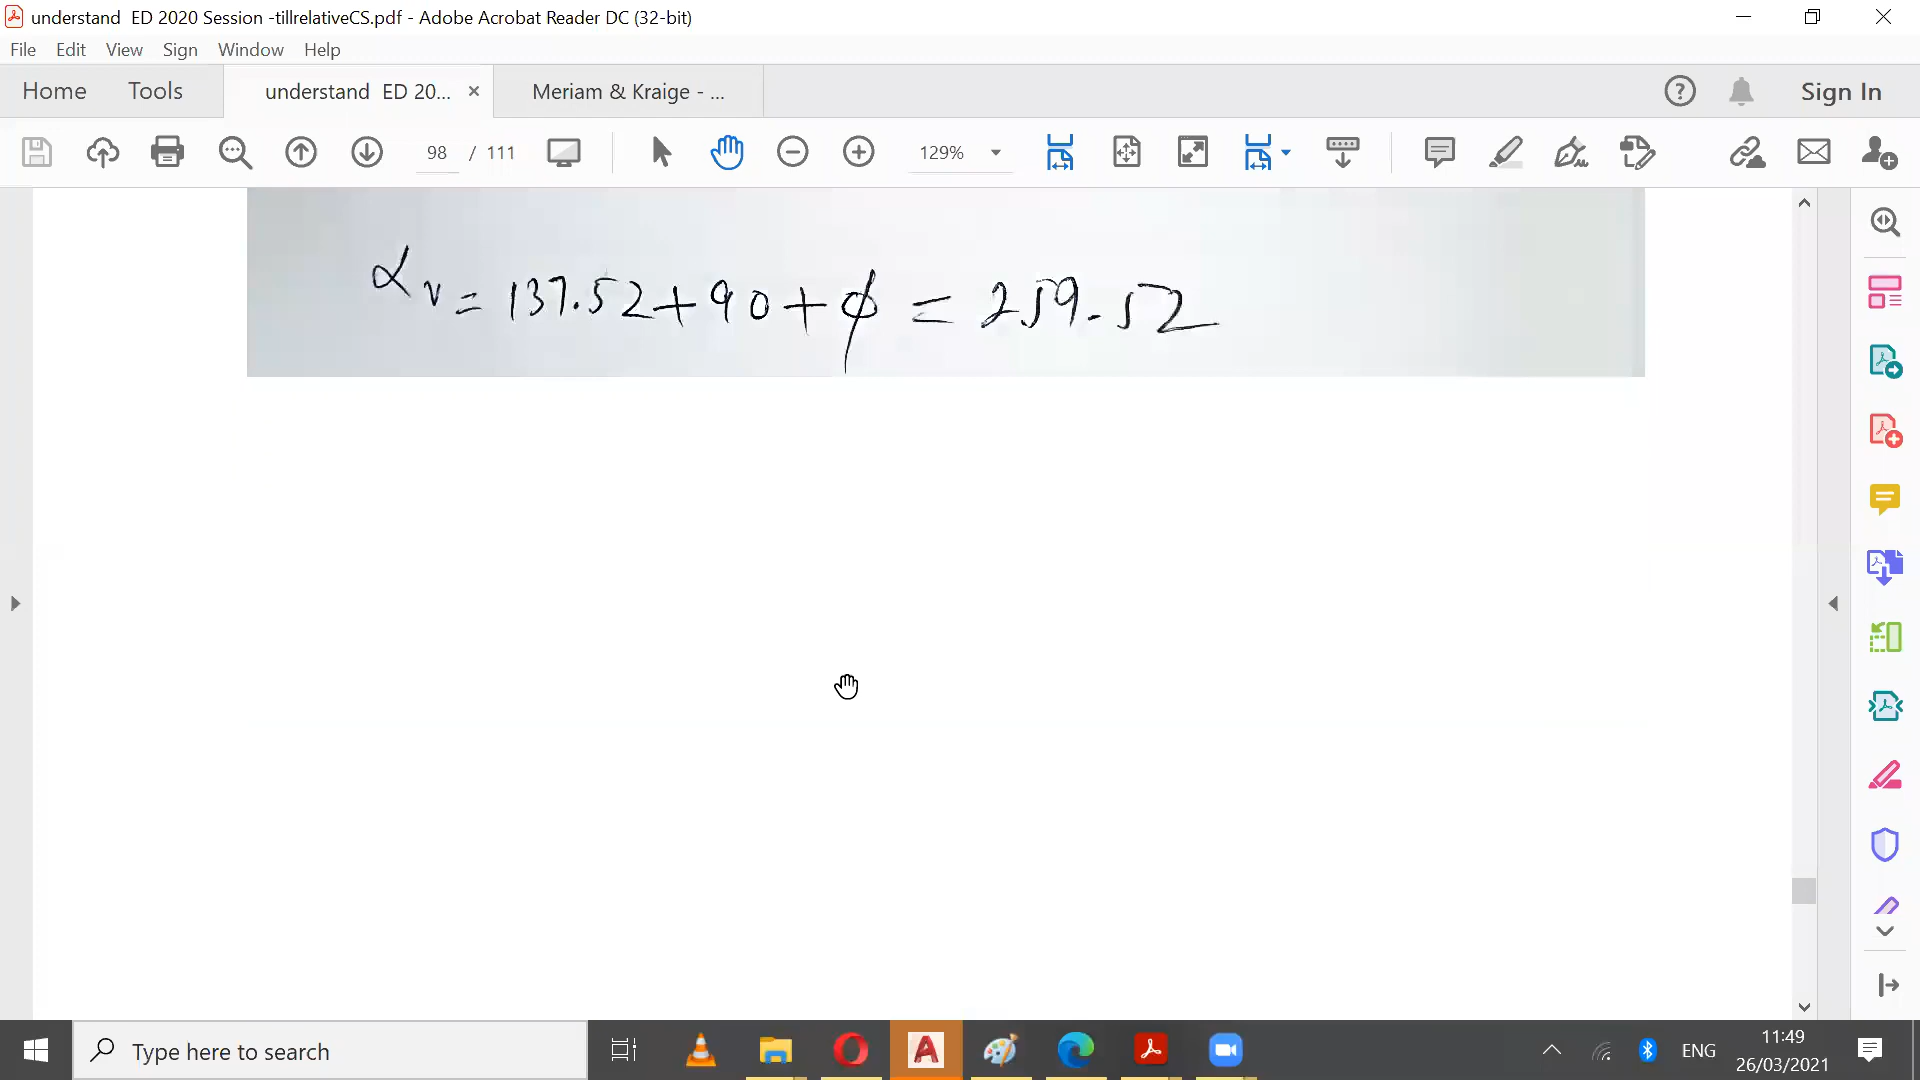 understand ED 2020 Session -tillrelativeCS.pdf - Adobe Acrobat Reader DC (32-bit)
File Edit View Sign Window Help
Home Tools understand ED 20... × Meriam & Kraige - ... Sign In
98 / 111 129%
αv = 137.52+90+ϕ = 259.52
Type here to search
ENG
11:49
26/03/2021